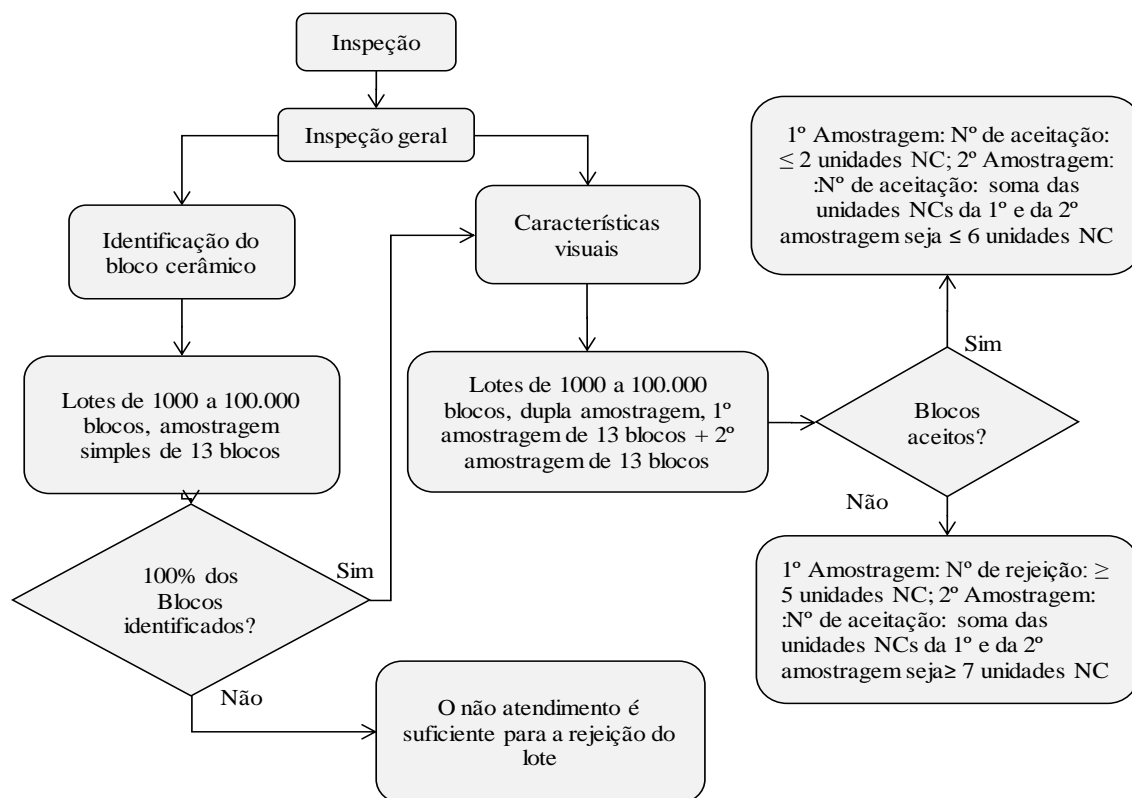 Inspeção
Inspeção geral
Identificação do
bloco cerâmico
Lotes de 1000 a 100.000
blocos, amostragem
simples de 13 blocos
100% dos
Blocos
identificados?
Sim
Não
O não atendimento é
suficiente para a rejeição do
lote
Características
visuais
Lotes de 1000 a 100.000
blocos, dupla amostragem, 1º
amostragem de 13 blocos + 2º
amostragem de 13 blocos
Blocos
aceitos?
Sim
1º Amostragem: Nº de aceitação:
≤ 2 unidades NC; 2º Amostragem:
:Nº de aceitação: soma das
unidades NCs da 1º e da 2º
amostragem seja ≤ 6 unidades NC
Não
1º Amostragem: Nº de rejeição: ≥
5 unidades NC; 2º Amostragem:
:Nº de aceitação: soma das
unidades NCs da 1º e da 2º
amostragem seja≥ 7 unidades NC